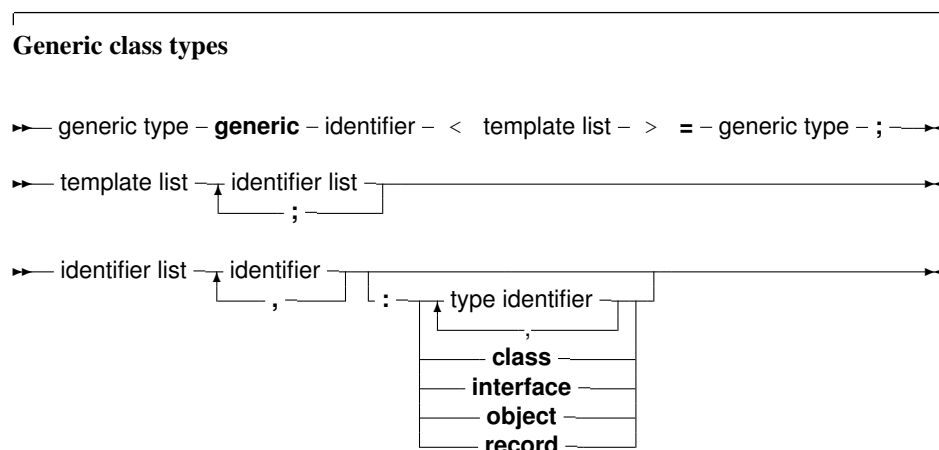 Generic class types
generic type generic identifier < template list > = generic type ;
template list identifier list
;
identifier list identifier
,
: type identifier
,
class
interface
object
record